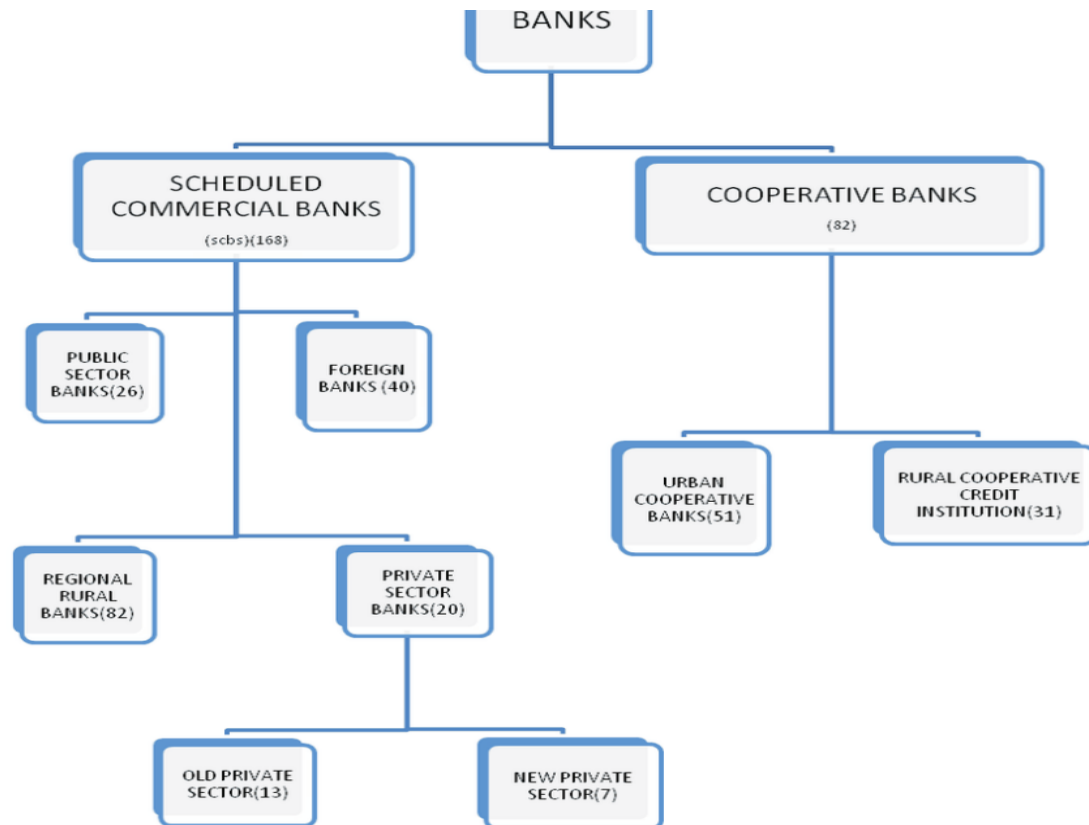 BANKS
SCHEDULED
COMMERCIAL BANKS
(scbs)(168)
COOPERATIVE BANKS
(82)
PUBLIC
SECTOR
BANKS(26)
FOREIGN
BANKS (40)
URBAN
COOPERATIVE
BANKS(51)
RURAL COOPERATIVE
CREDIT
INSTITUTION(31)
REGIONAL
RURAL
BANKS(82)
PRIVATE
SECTOR
BANKS(20)
OLD PRIVATE
SECTOR(13)
NEW PRIVATE
SECTOR(7)